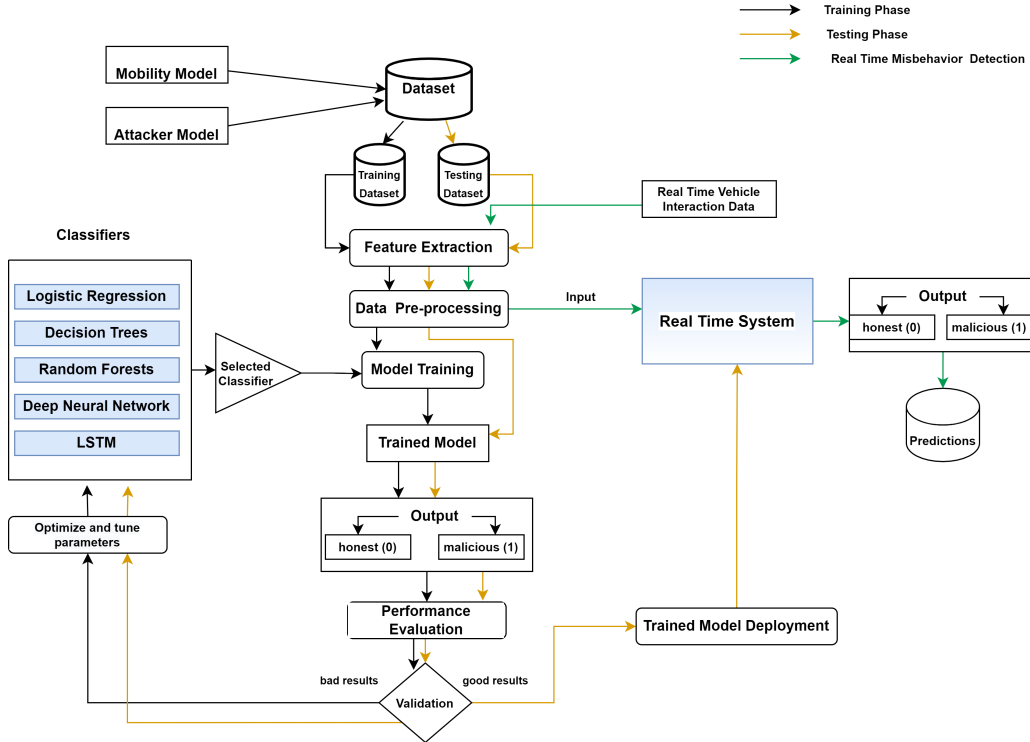 Training Phase
Testing Phase
Real Time Misbehavior Detection
Mobility Model
Dataset
Attacker Model
Training
Dataset
Testing
Dataset
Real Time Vehicle
Interaction Data
Classifiers
Feature Extraction
Logistic Regression
Decision Trees
Random Forests
Deep Neural Network
LSTM
Data Pre-processing
Input
Real Time System
Output
honest (0)
malicious (1)
Selected
Classifier
Model Training
Predictions
Trained Model
Optimize and tune
parameters
Output
honest (0)
malicious (1)
Performance
Evaluation
Trained Model Deployment
bad results
good results
Validation